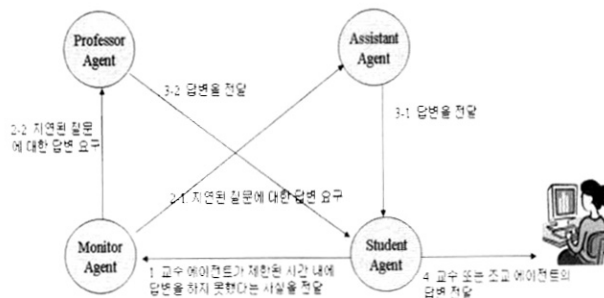 Professor
Agent
Assistant
Agent
3-2 답변을 전달
3-1 답변을 전달
2-2 지연된 질문
에 대한 답변 요구
2-1 지연된 질문에 대한 답변 요구
Monitor
Agent
Student
Agent
1 교수 에이전트가 제한된 시간 내에
답변을 하지 못했다는 사실을 전달
4 교수 또는 조교 에이전트의
답변 전달